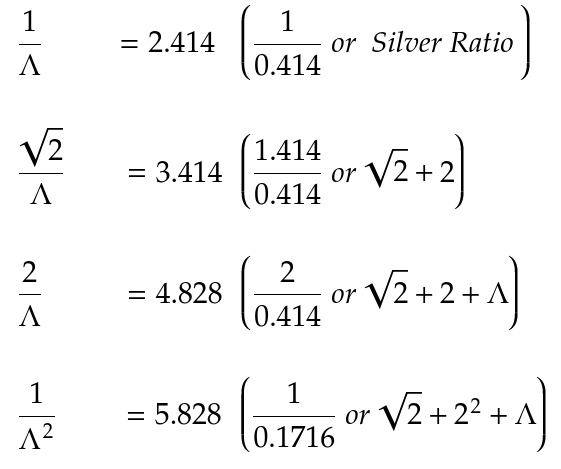 1/Λ = 2.414 (1/0.414 or Silver Ratio)
√2/Λ = 3.414 (1.414/0.414 or √2 + 2)
2/Λ = 4.828 (2/0.414 or √2 + 2 + Λ)
1/Λ² = 5.828 (1/0.1716 or √2 + 2² + Λ)